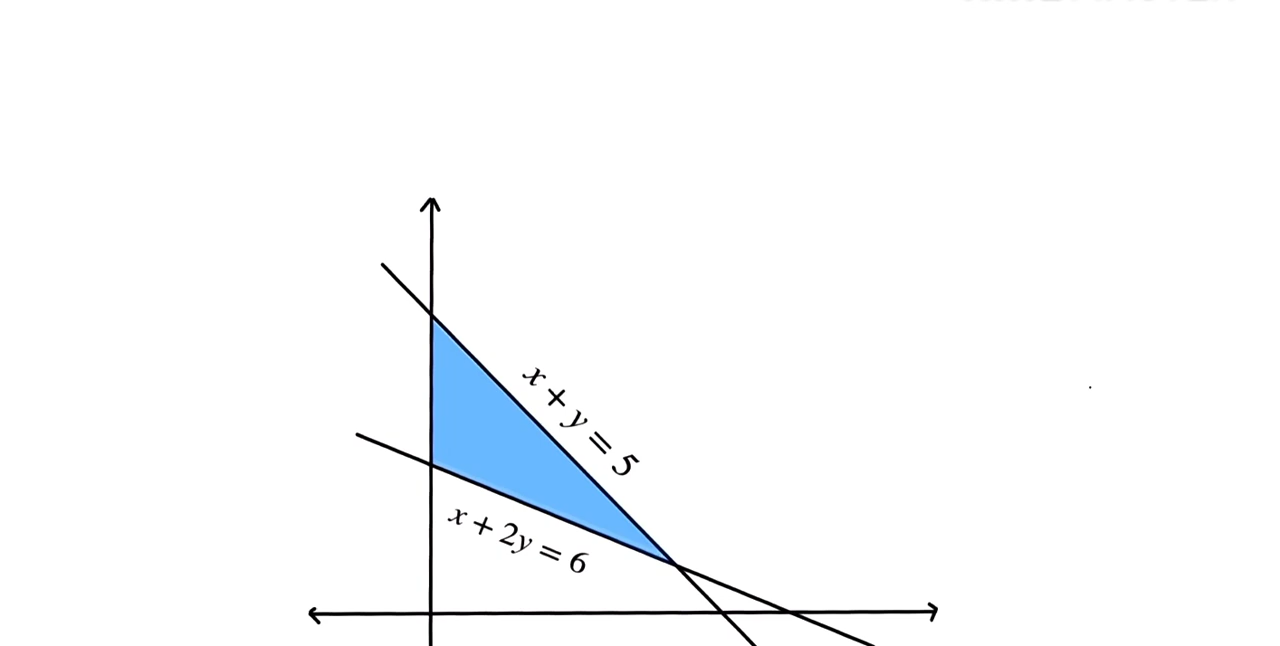 x + y = 5
x + 2y = 6